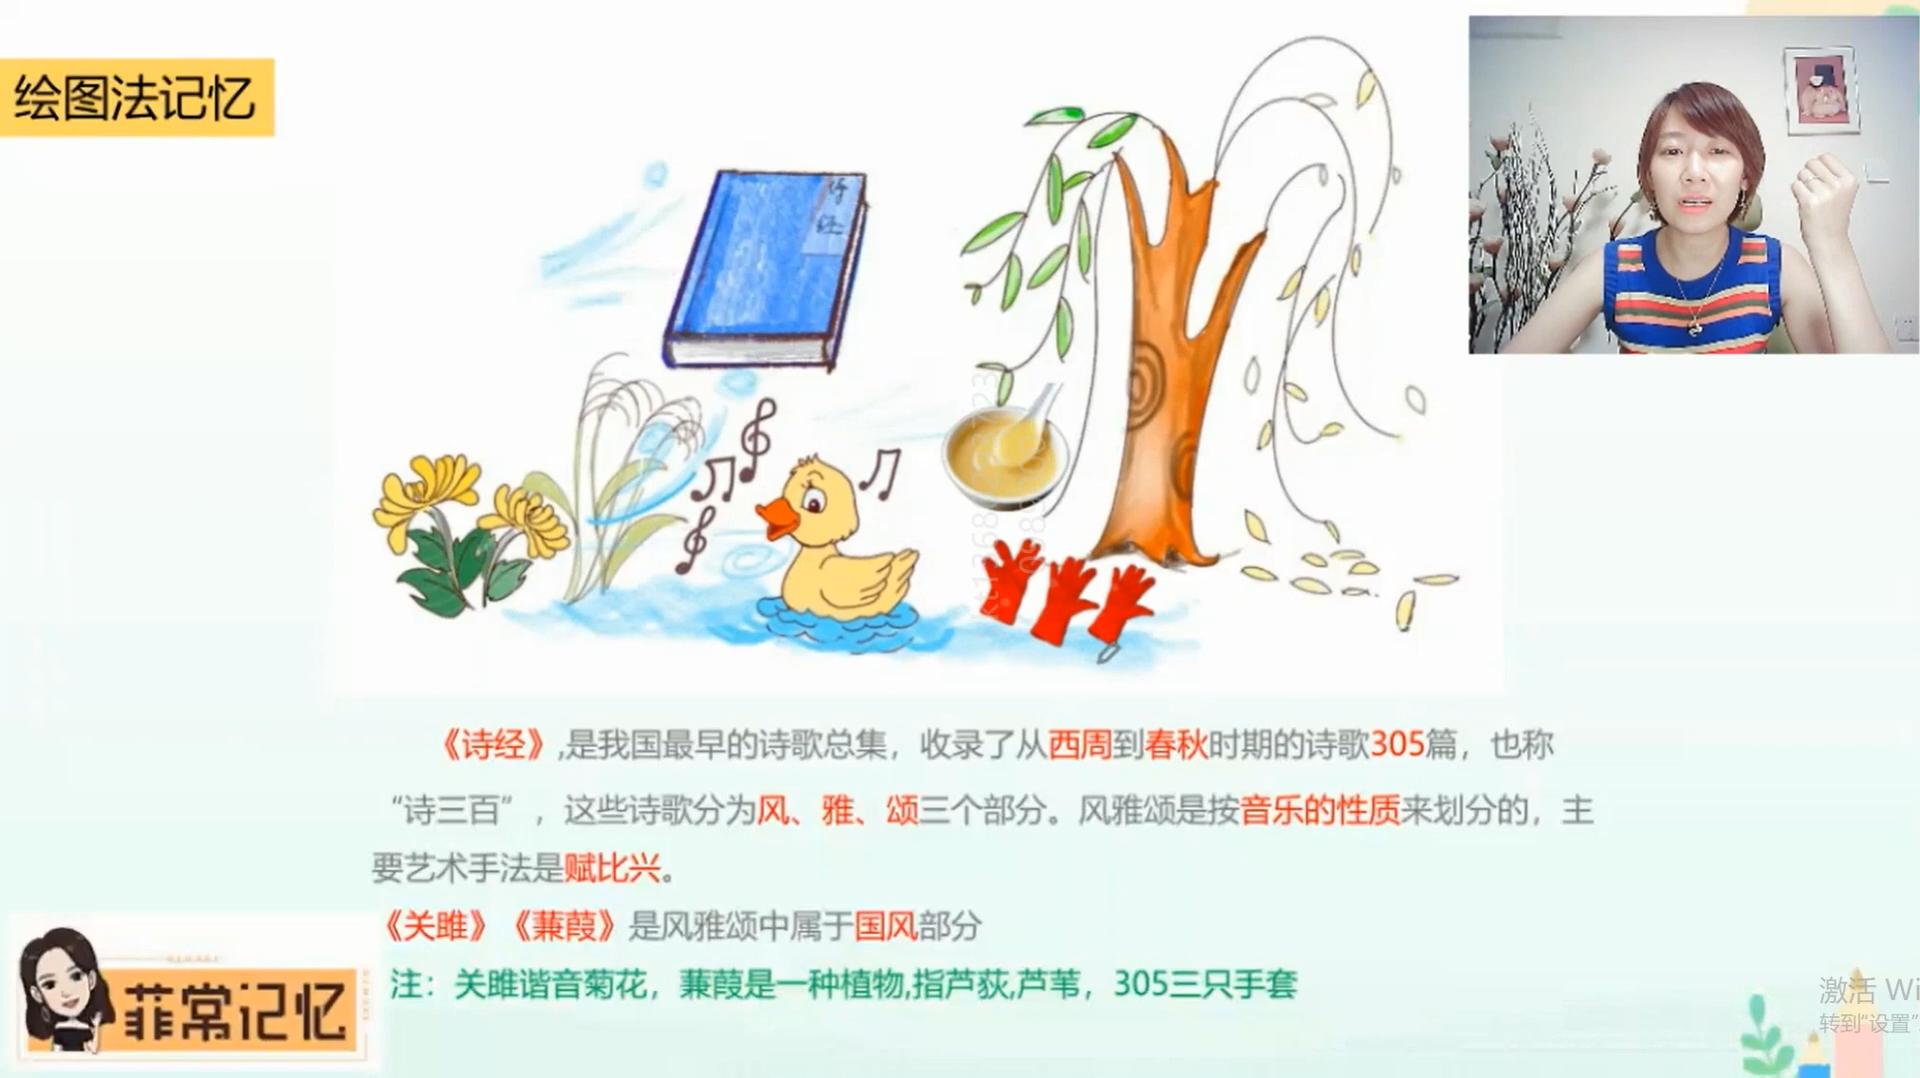 绘图法记忆
诗
经
《诗经》,是我国最早的诗歌总集，收录了从西周到春秋时期的诗歌305篇，也称
“诗三百”，这些诗歌分为风、雅、颂三个部分。风雅颂是按音乐的性质来划分的，主
要艺术手法是赋比兴。
《关雎》《蒹葭》是风雅颂中属于国风部分
注：关雎谐音菊花，蒹葭是一种植物,指芦荻,芦苇，305三只手套
菲常记忆
激活 Wi
转到“设置”